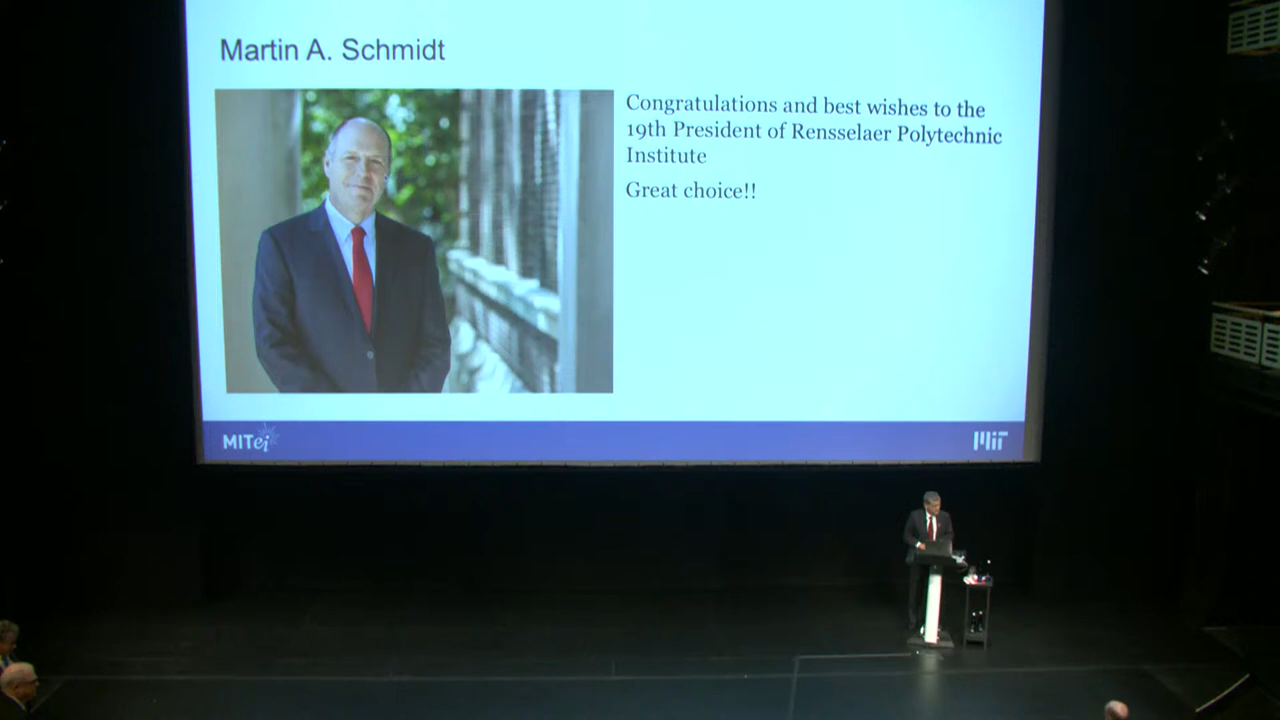 Martin A. Schmidt
Congratulations and best wishes to the
19th President of Rensselaer Polytechnic
Institute
Great choice!!
MITei
MiT